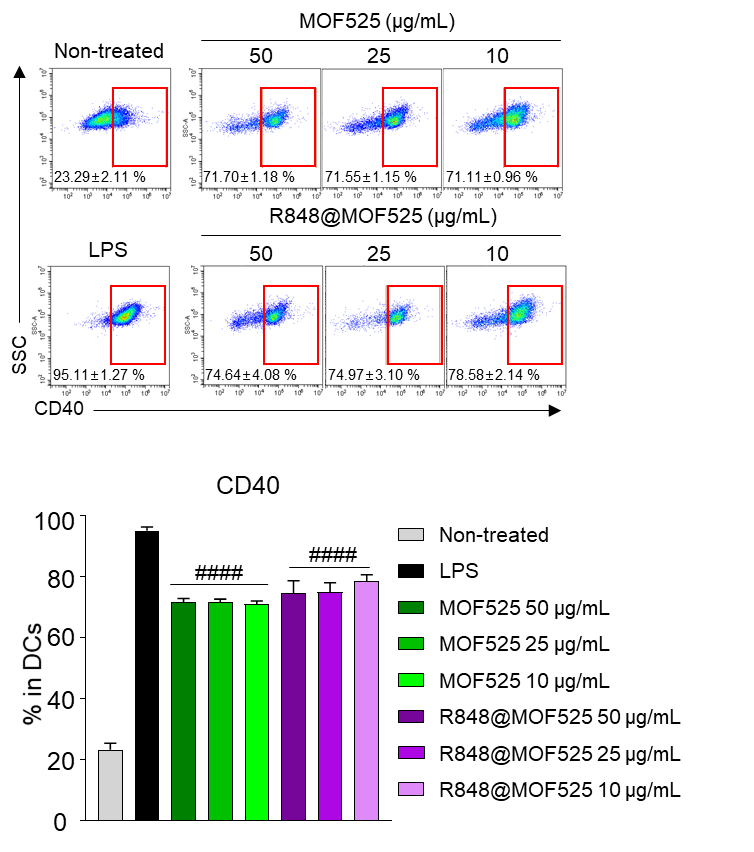 MOF525 (µg/mL)
Non-treated 50 25 10
23.29±2.11 % 71.70±1.18 % 71.55±1.15 % 71.11±0.96 %
R848@MOF525 (µg/mL)
LPS 50 25 10
SSC-A
SSC-A
95.11±1.27 % 74.64±4.08 % 74.97±3.10 % 78.58±2.14 %
SSC
CD40
CD40
% in DCs
100
80
60
40
20
0
####
####
Non-treated
LPS
MOF525 50 µg/mL
MOF525 25 µg/mL
MOF525 10 µg/mL
R848@MOF525 50 µg/mL
R848@MOF525 25 µg/mL
R848@MOF525 10 µg/mL